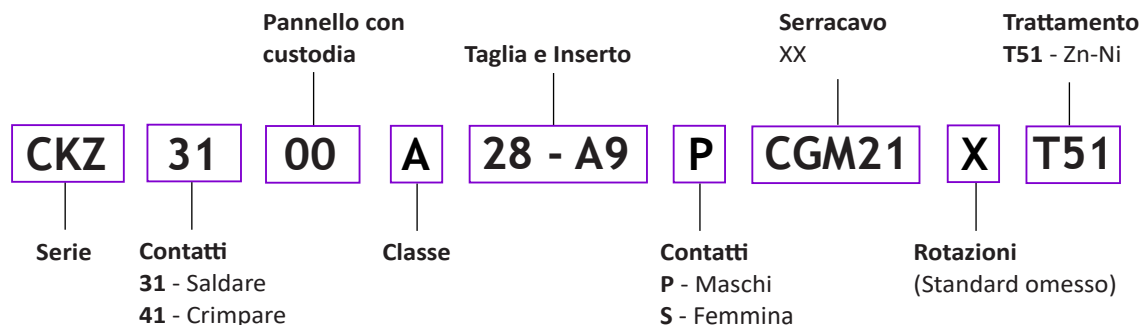 Pannello con
custodia
Taglia e Inserto
Serracavo
XX
Trattamento
T51 - Zn-Ni
CKZ 31 00 A 28 - A9 P CGM21 X T51
Serie
Contatti
31 - Saldare
41 - Crimpare
Classe
Contatti
P - Maschi
S - Femmina
Rotazioni
(Standard omesso)